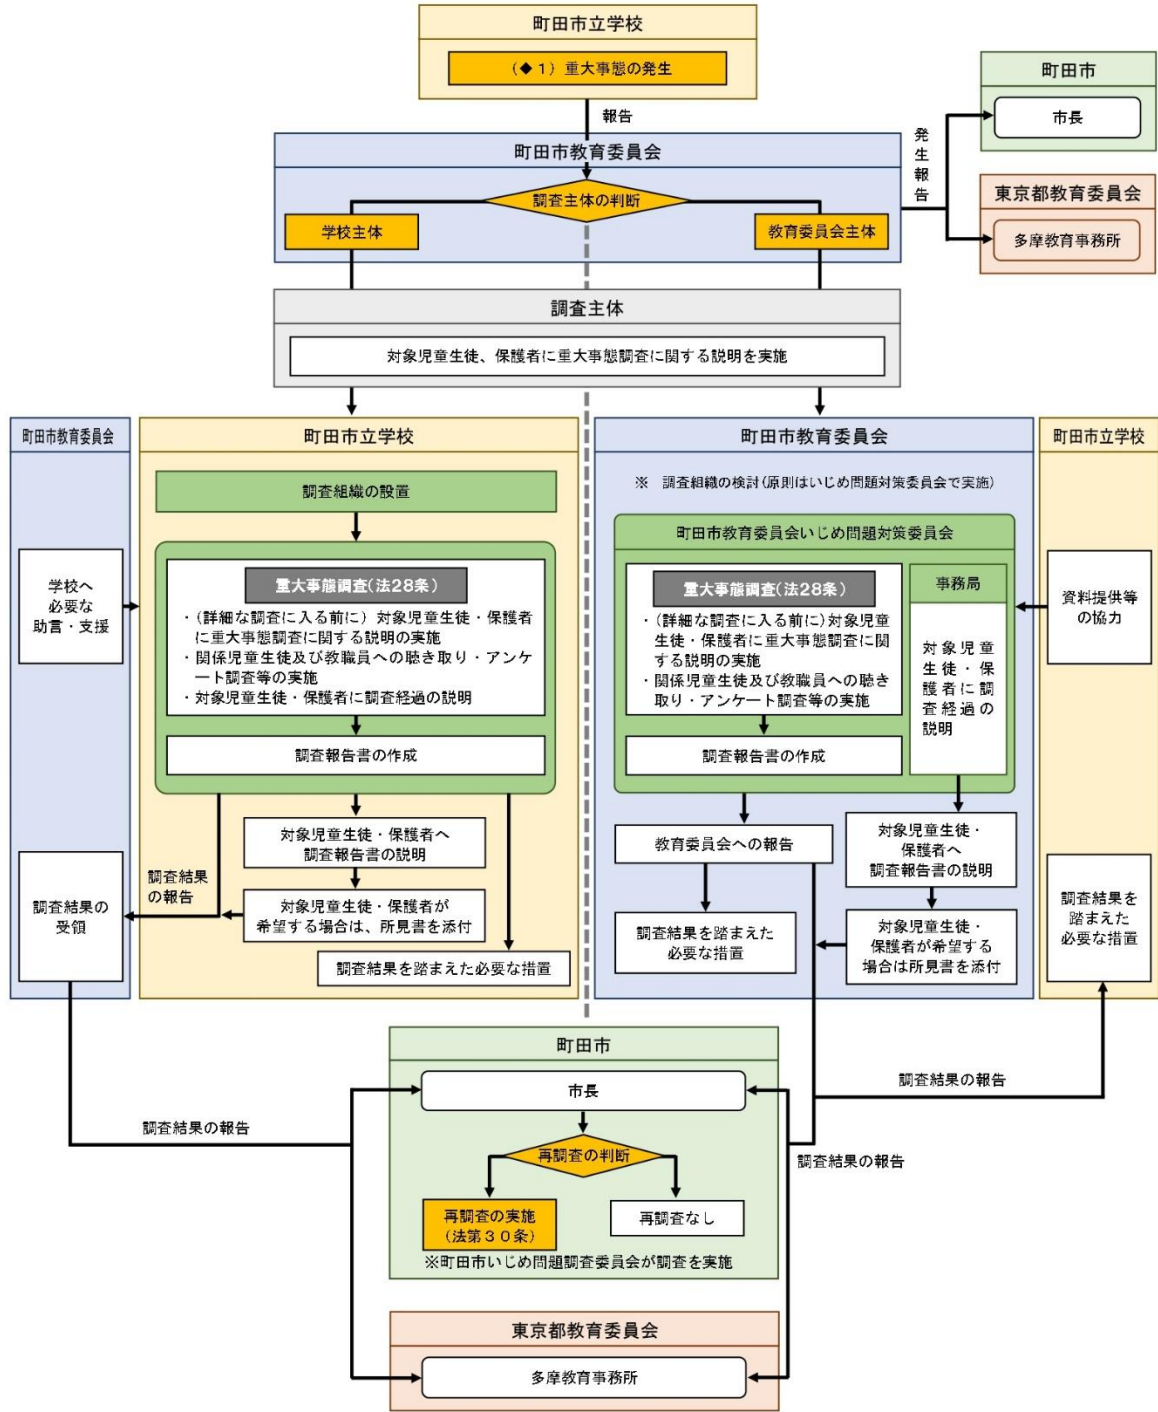 町田市立学校
(◆1)重大事態の発生
報告
町田市教育委員会
調査主体の判断
学校主体
教育委員会主体
発生報告
町田市
市長
東京都教育委員会
多摩教育事務所
調査主体
対象児童生徒、保護者に重大事態調査に関する説明を実施
町田市教育委員会
学校へ
必要な
助言・支援
調査結果の
受領
町田市立学校
調査組織の設置
重大事態調査(法28条)
・(詳細な調査に入る前に)対象児童生徒・保護者
に重大事態調査に関する説明の実施
・関係児童生徒及び教職員への聴き取り・アンケ
ート調査等の実施
・対象児童生徒・保護者に調査経過の説明
調査報告書の作成
対象児童生徒・保護者へ
調査報告書の説明
調査結果
の報告
対象児童生徒・保護者が
希望する場合は、所見書を添付
調査結果を踏まえた必要な措置
町田市教育委員会
※ 調査組織の検討(原則はいじめ問題対策委員会で実施)
町田市教育委員会いじめ問題対策委員会
重大事態調査(法28条)
・(詳細な調査に入る前に)対象児童
生徒・保護者に重大事態調査に関
する説明の実施
・関係児童生徒及び教職員への聴き
取り・アンケート調査等の実施
調査報告書の作成
事務局
対象児童
生徒・保
護者に調
査経過の
説明
教育委員会への報告
対象児童生徒・
保護者へ
調査報告書の説明
調査結果を踏まえた
必要な措置
対象児童生徒・
保護者が希望する
場合は所見書を添付
町田市立学校
資料提供等
の協力
調査結果を
踏まえた
必要な措置
調査結果の報告
調査結果の報告
調査結果の報告
町田市
市長
再調査の判断
再調査の実施
(法第30条)
再調査なし
※町田市いじめ問題調査委員会が調査を実施
東京都教育委員会
多摩教育事務所